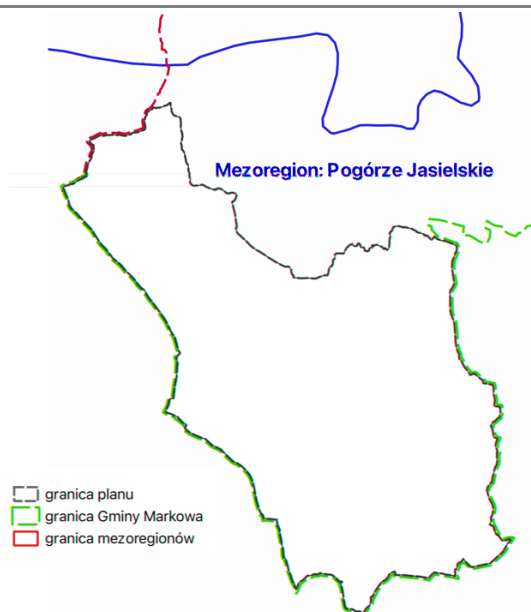 Mezoregion: Pogórze Jasielskie
granica planu
granica Gminy Markowa
granica mezoregionów